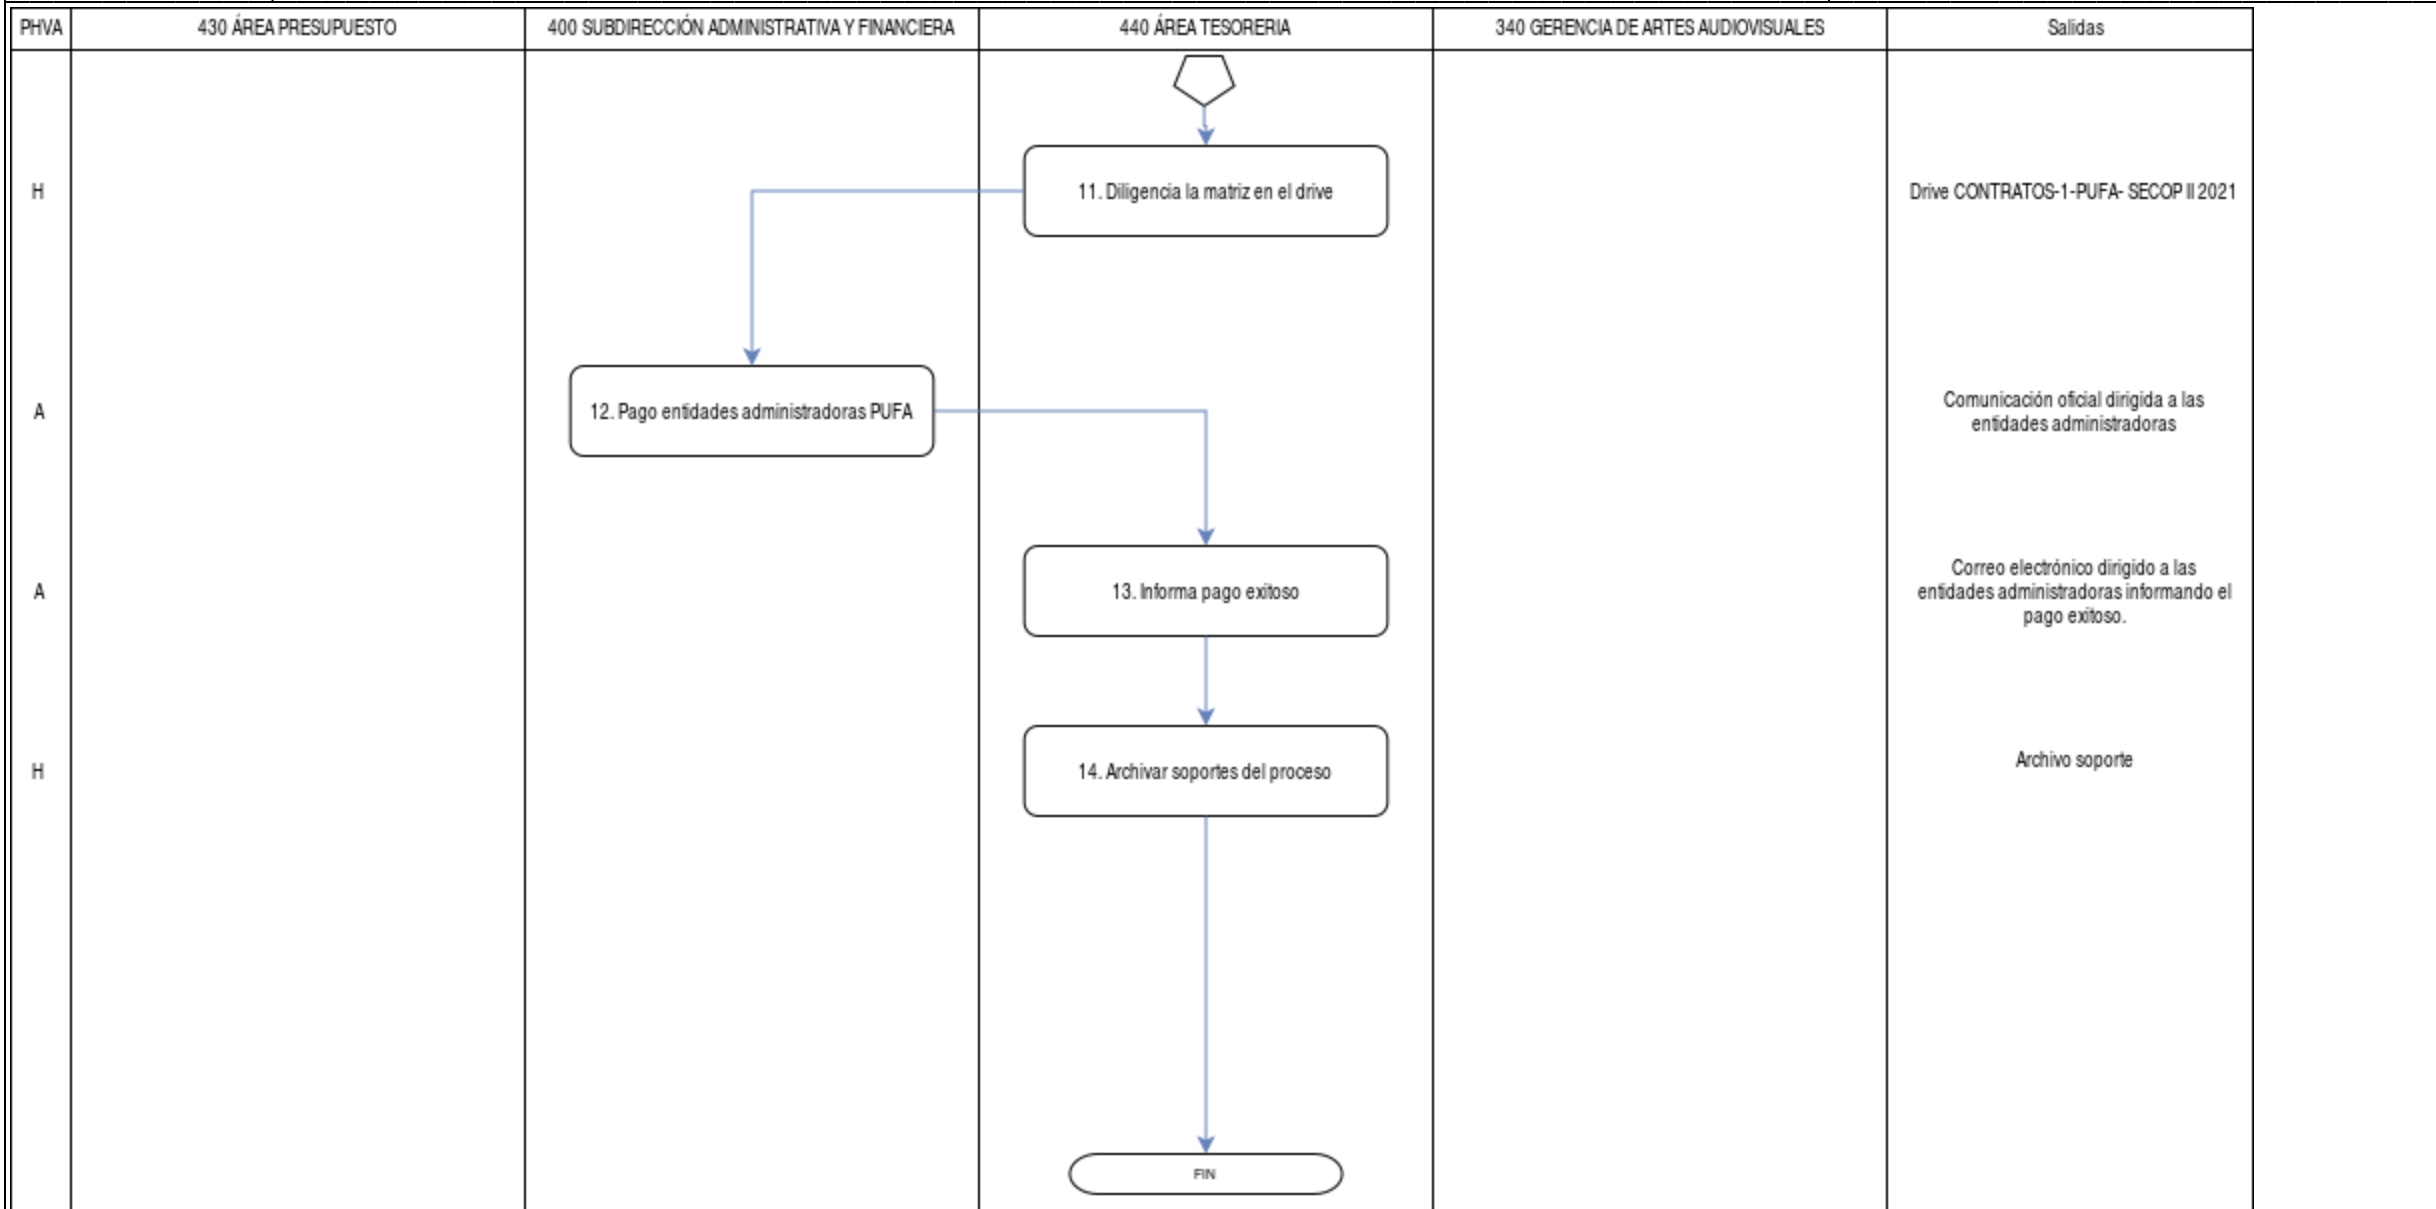 PHVA
430 ÁREA PRESUPUESTO
400 SUBDIRECCIÓN ADMINISTRATIVA Y FINANCIERA
440 ÁREA TESORERIA
340 GERENCIA DE ARTES AUDIOVISUALES
Salidas
H
11. Diligencia la matriz en el drive
Drive CONTRATOS-1-PUFA- SECOP II 2021
A
12. Pago entidades administradoras PUFA
Comunicación oficial dirigida a las
entidades administradoras
A
13. Informa pago exitoso
Correo electrónico dirigido a las
entidades administradoras informando el
pago exitoso.
H
14. Archivar soportes del proceso
Archivo soporte
FIN